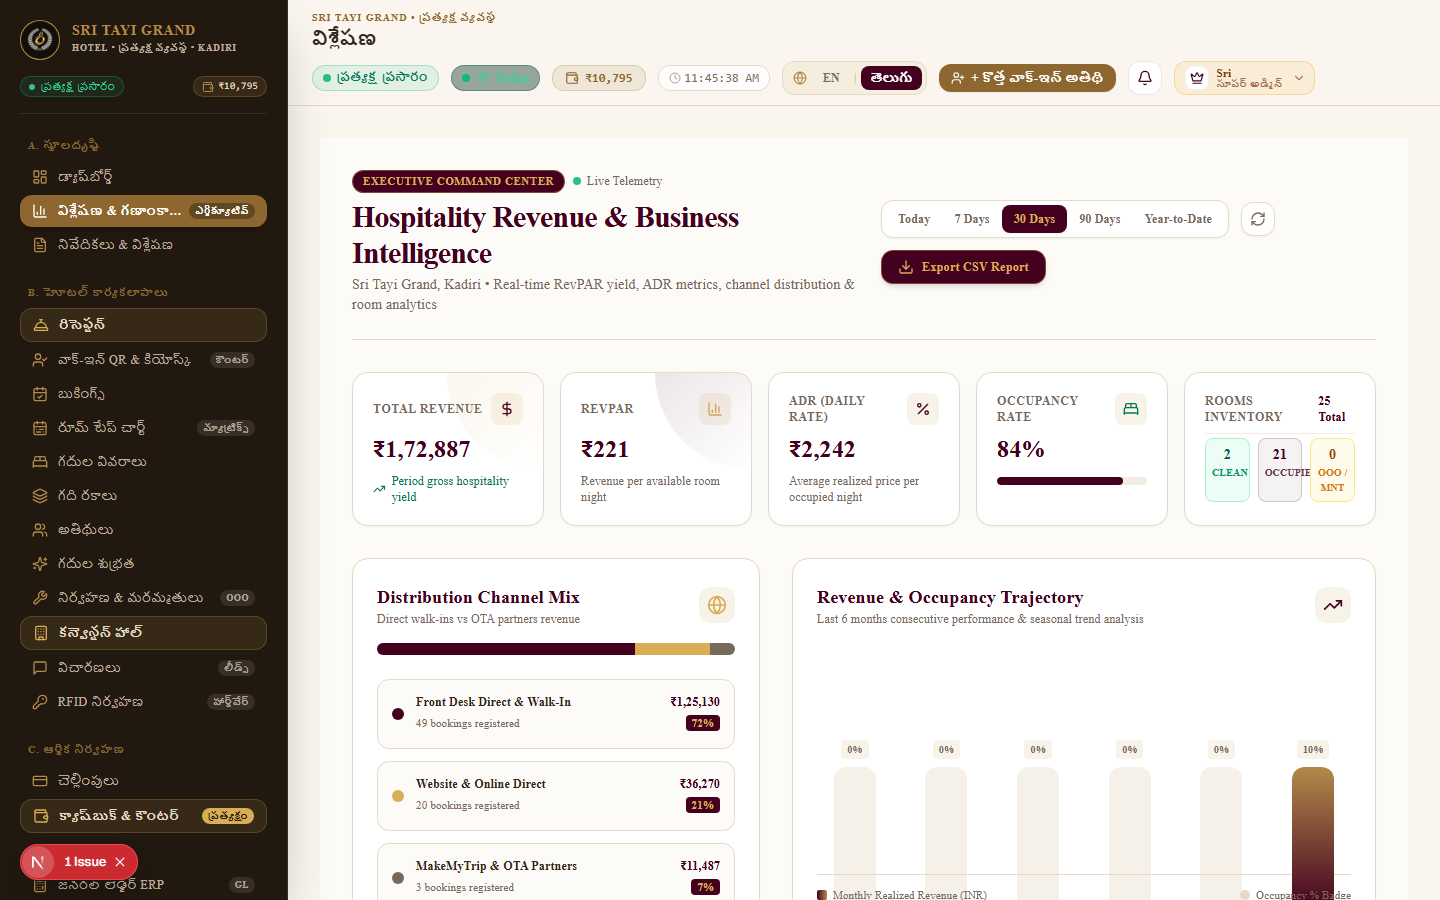 SRI TAYI GRAND
HOTEL • ప్రత్యక్ష వ్యవస్థ • KADIRI
ప్రత్యక్ష ప్రసారం
₹10,795
A. స్థూలదృష్టి
డ్యాష్‌బోర్డ్
విశ్లేషణ & గణాంకా...
ఎగ్జిక్యూటివ్
నివేదికలు & విశ్లేషణ
B. హోటల్ కార్యకలాపాలు
రిసెప్షన్
వాక్-ఇన్ QR & కియోస్క్
కౌంటర్
బుకింగ్స్
రూమ్ టేప్ చార్ట్
మ్యాట్రిక్స్
గదుల వివరాలు
గది రకాలు
అతిథులు
గదుల శుభ్రత
నిర్వహణ & మరమ్మతులు
OOO
కన్వెన్షన్ హాల్
విచారణలు
లీడ్స్
RFID నిర్వహణ
హార్డ్‌వేర్
C. ఆర్థిక నిర్వహణ
చెల్లింపులు
క్యాష్‌బుక్ & కౌంటర్
ప్రత్యక్షం
1 Issue
జనరల్ లెడ్జర్ ERP
GL
SRI TAYI GRAND • ప్రత్యక్ష వ్యవస్థ
విశ్లేషణ
ప్రత్యక్ష ప్రసారం
₹10,795
11:45:38 AM
EN
తెలుగు
+ కొత్త వాక్-ఇన్ అతిథి
Sri
సూపర్ అడ్మిన్
EXECUTIVE COMMAND CENTER
Live Telemetry
Hospitality Revenue & Business
Intelligence
Sri Tayi Grand, Kadiri • Real-time RevPAR yield, ADR metrics, channel distribution &
room analytics
Today
7 Days
30 Days
90 Days
Year-to-Date
Export CSV Report
TOTAL REVENUE
$
₹1,72,887
Period gross hospitality
yield
REVPAR
₹221
Revenue per available room
night
ADR (DAILY
RATE)
₹2,242
Average realized price per
occupied night
OCCUPANCY
RATE
84%
ROOMS
INVENTORY
25
Total
2
CLEAN
21
OCCUPIE
0
OOO /
MNT
Distribution Channel Mix
Direct walk-ins vs OTA partners revenue
Front Desk Direct & Walk-In
₹1,25,130
49 bookings registered
72%
Website & Online Direct
₹36,270
20 bookings registered
21%
MakeMyTrip & OTA Partners
₹11,487
3 bookings registered
7%
Revenue & Occupancy Trajectory
Last 6 months consecutive performance & seasonal trend analysis
0%
0%
0%
0%
0%
10%
Monthly Realized Revenue (INR)
Occupancy % Badge